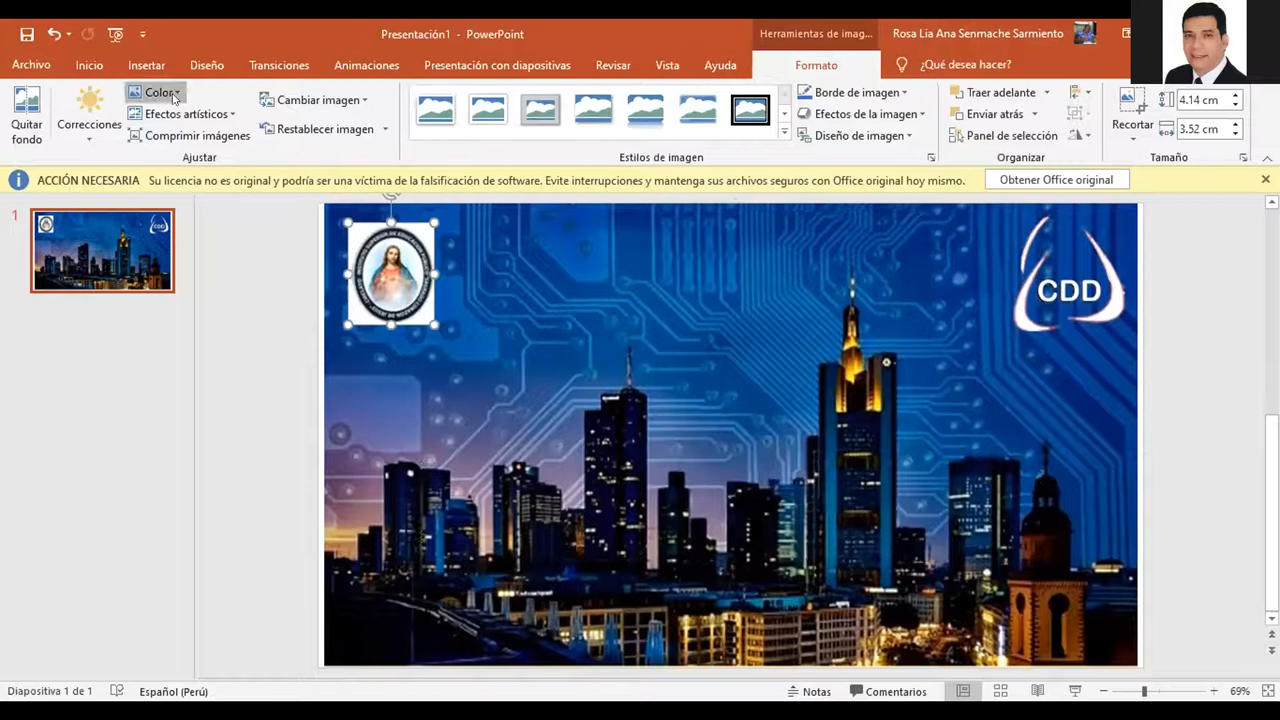 Presentación1 - PowerPoint
Herramientas de imag...
Rosa Lia Ana Senmache Sarmiento
Archivo
Inicio
Insertar
Diseño
Transiciones
Animaciones
Presentación con diapositivas
Revisar
Vista
Ayuda
Formato
¿Qué desea hacer?
Quitar fondo
Correcciones
Color
Efectos artísticos
Comprimir imágenes
Cambiar imagen
Restablecer imagen
Ajustar
Estilos de imagen
Borde de imagen
Efectos de la imagen
Diseño de imagen
Traer adelante
Enviar atrás
Panel de selección
Organizar
Recortar
4.14 cm
3.52 cm
Tamaño
ACCIÓN NECESARIA Su licencia no es original y podría ser una víctima de la falsificación de software. Evite interrupciones y mantenga sus archivos seguros con Office original hoy mismo.
Obtener Office original
1
CDD
CDD
Diapositiva 1 de 1
Español (Perú)
Notas
Comentarios
69%